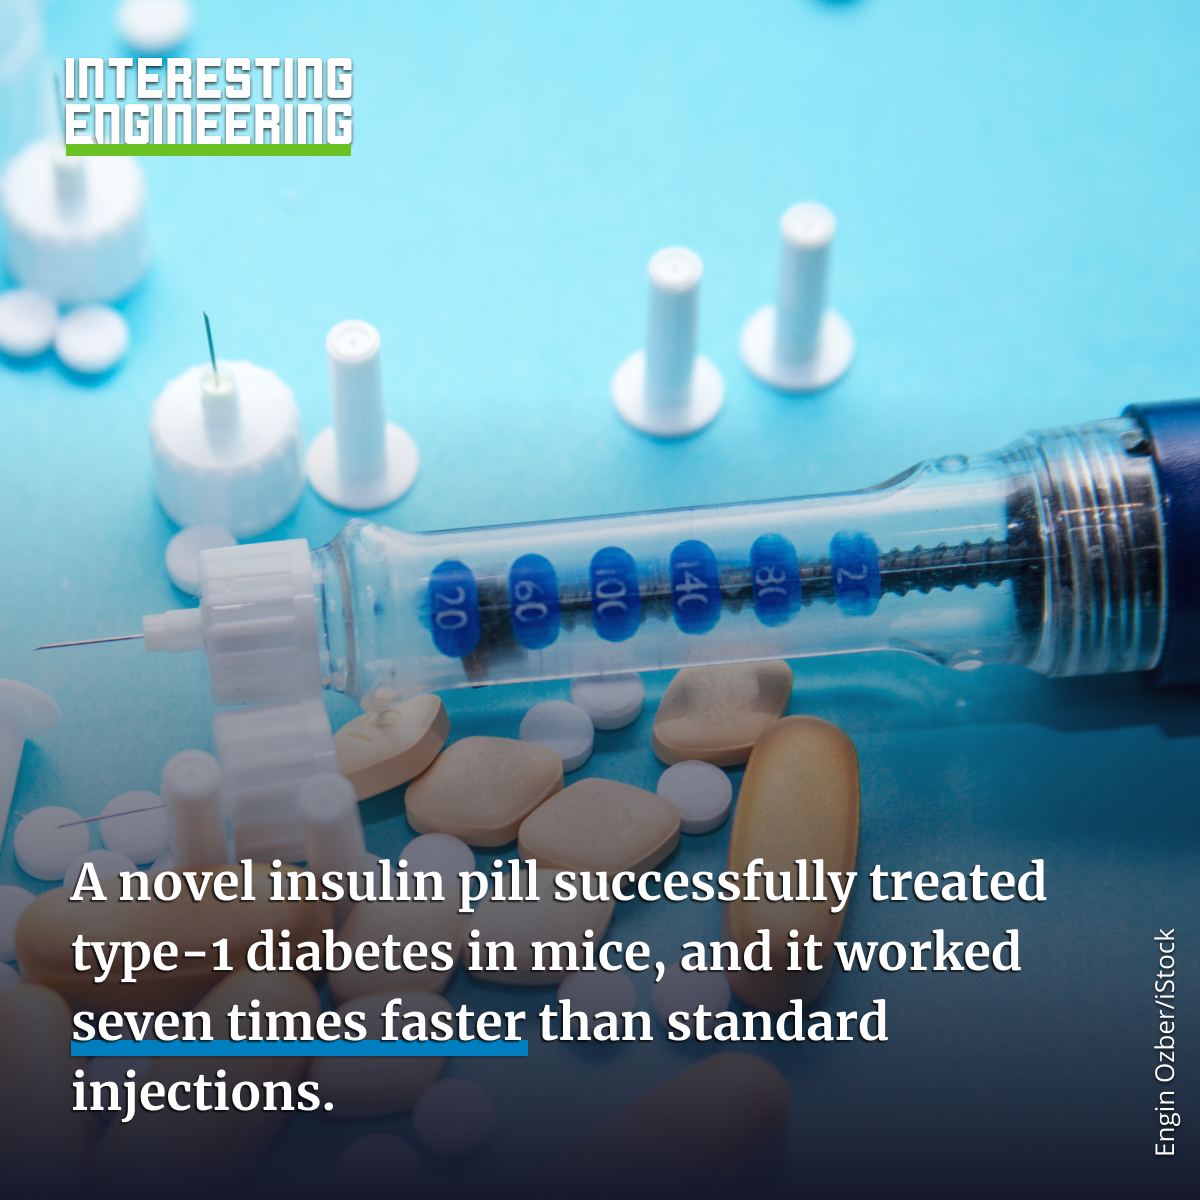 INTERESTING
ENGINEERING
20
60
100
140
A novel insulin pill successfully treated
type-1 diabetes in mice, and it worked
seven times faster than standard
injections.
Engin Ozber/iStock